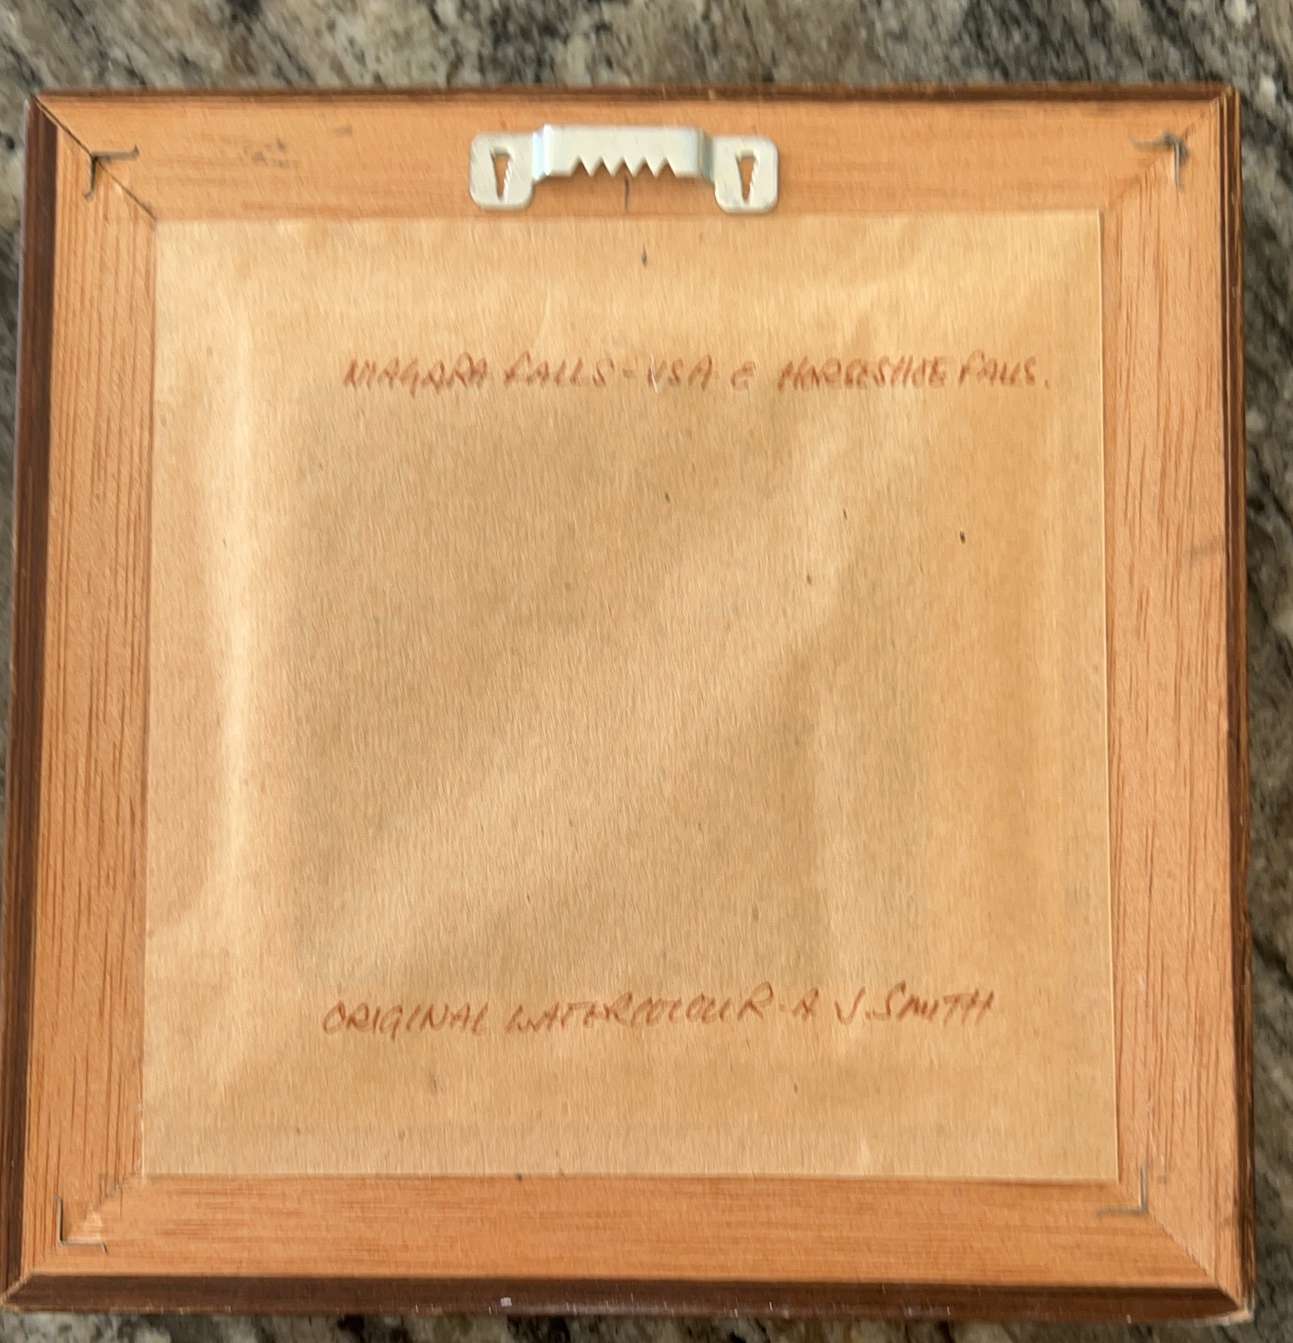 NIAGARA FALLS - USA & HORSESHOE FALLS.
ORIGINAL WATERCOLOUR - A J. SMITH